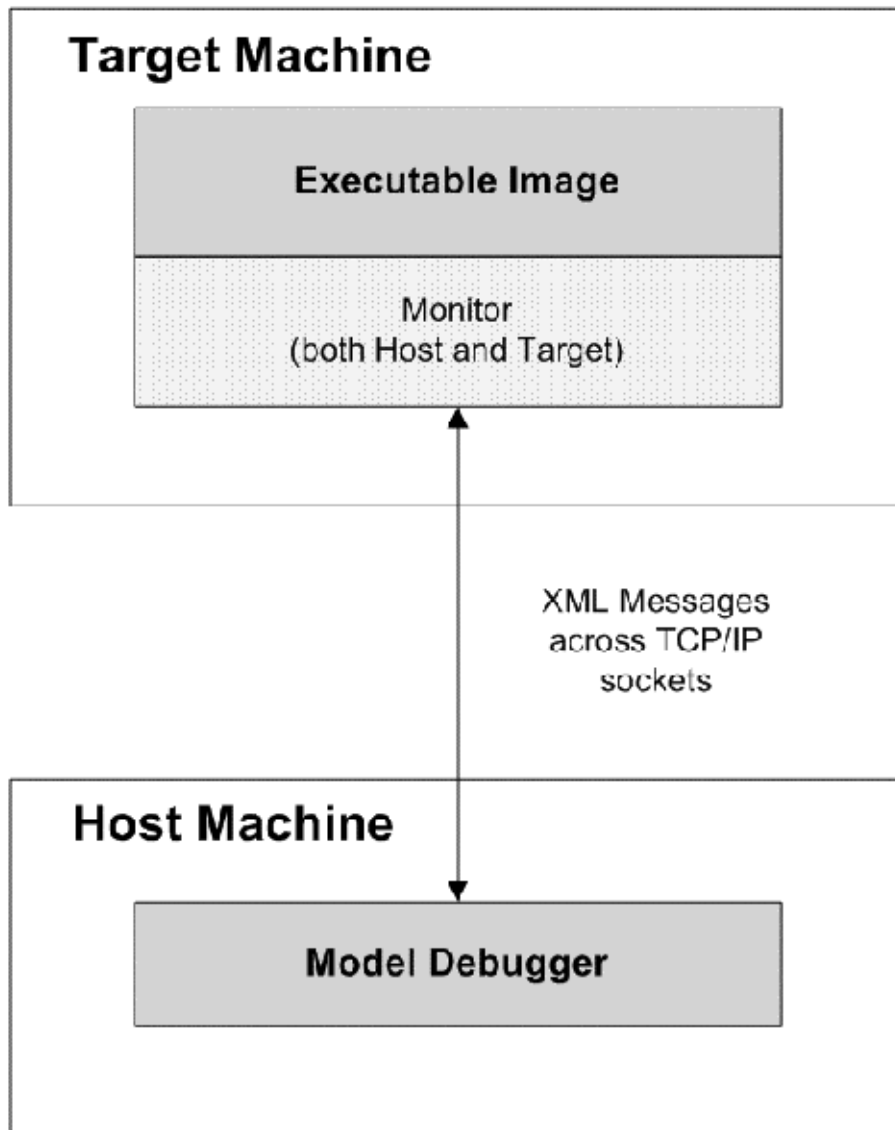 Target Machine
Executable Image
Monitor
(both Host and Target)
XML Messages
across TCP/IP
sockets
Host Machine
Model Debugger